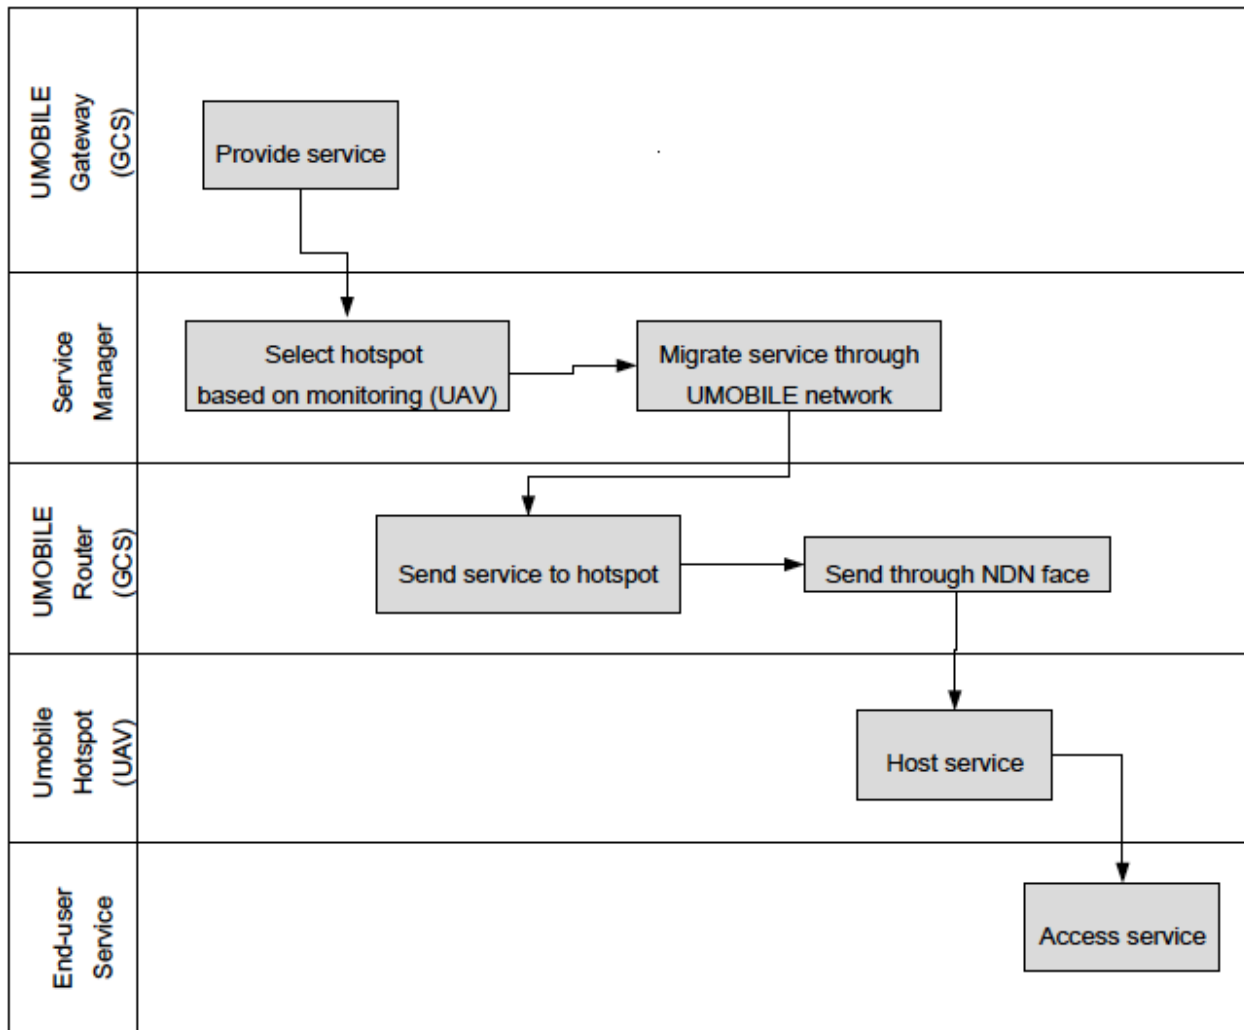 UMOBILE
Gateway
(GCS)
Provide service
Service
Manager
Select hotspot
based on monitoring (UAV)
Migrate service through
UMOBILE network
UMOBILE
Router
(GCS)
Send service to hotspot
Send through NDN face
Umobile
Hotspot
(UAV)
Host service
End-user
Service
Access service